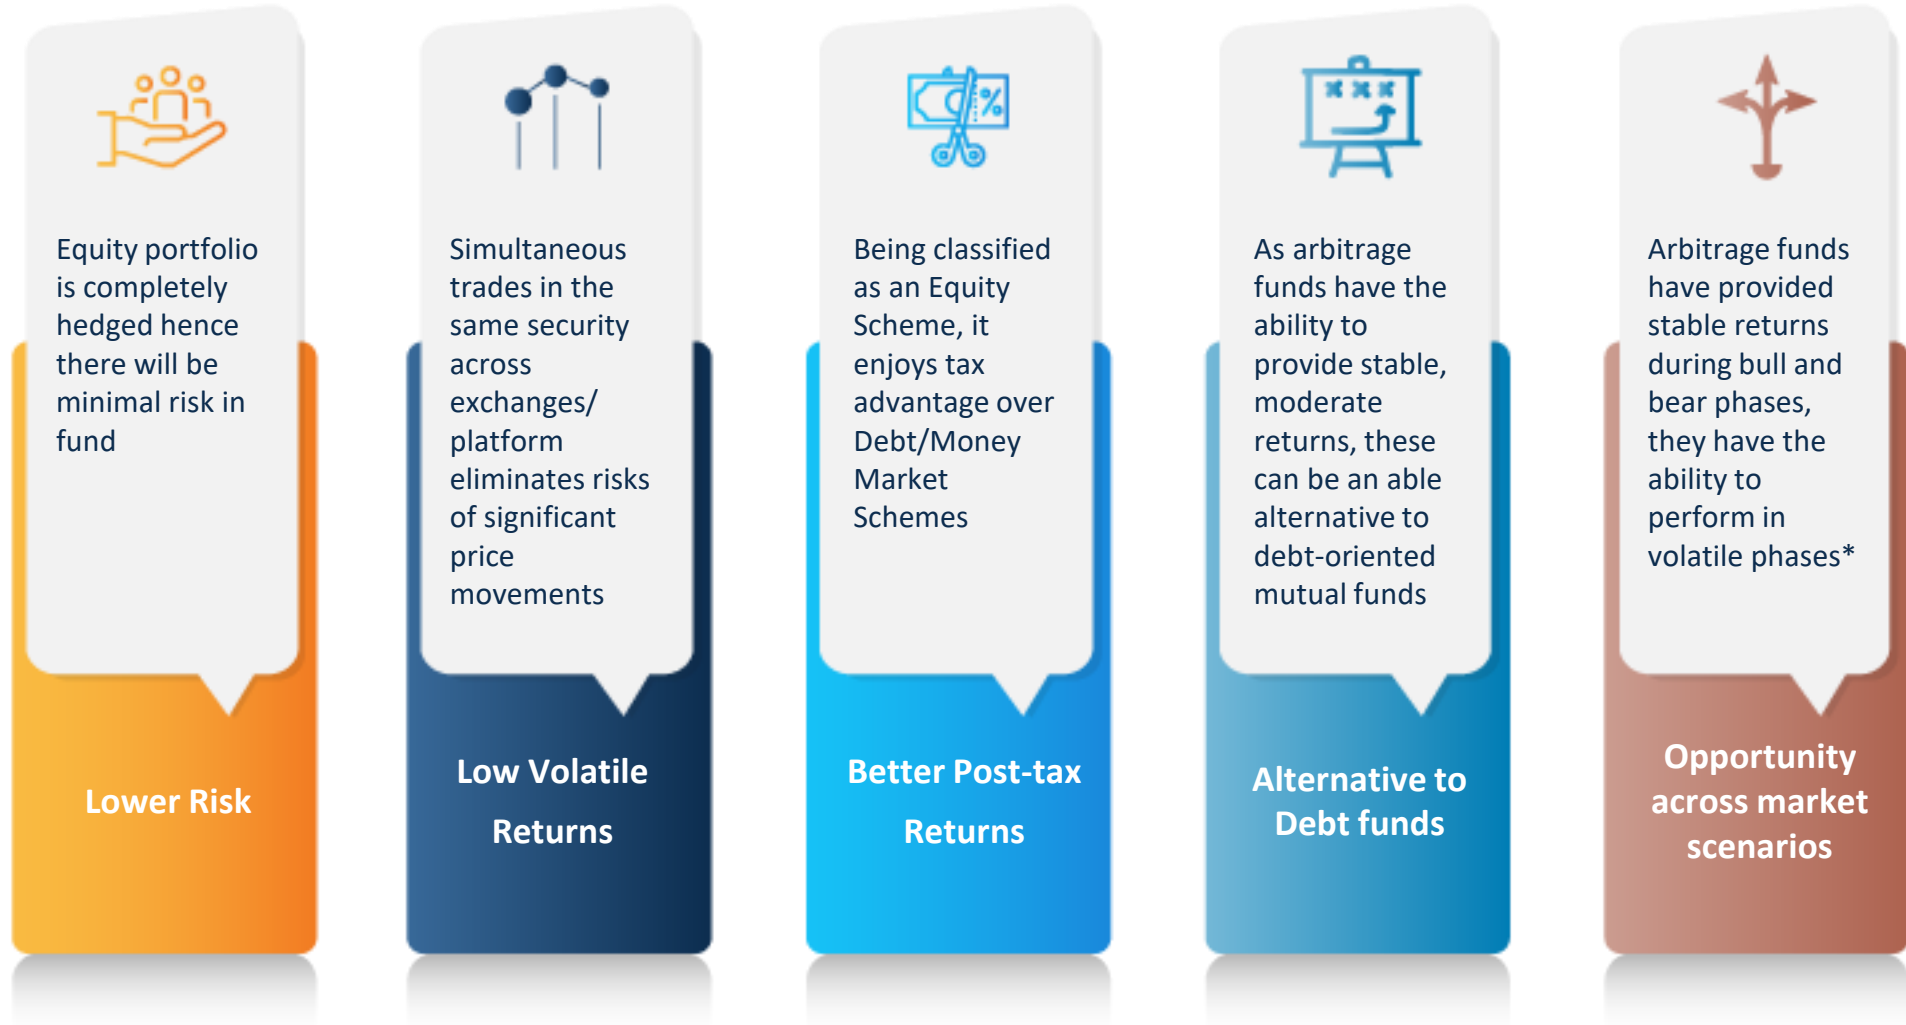 Equity portfolio
is completely
hedged hence
there will be
minimal risk in
fund
Lower Risk
Simultaneous
trades in the
same security
across
exchanges/
platform
eliminates risks
of significant
price
movements
Low Volatile
Returns
%
Being classified
as an Equity
Scheme, it
enjoys tax
advantage over
Debt/Money
Market
Schemes
Better Post-tax
Returns
As arbitrage
funds have the
ability to
provide stable,
moderate
returns, these
can be an able
alternative to
debt-oriented
mutual funds
Alternative to
Debt funds
Arbitrage funds
have provided
stable returns
during bull and
bear phases,
they have the
ability to
perform in
volatile phases*
Opportunity
across market
scenarios